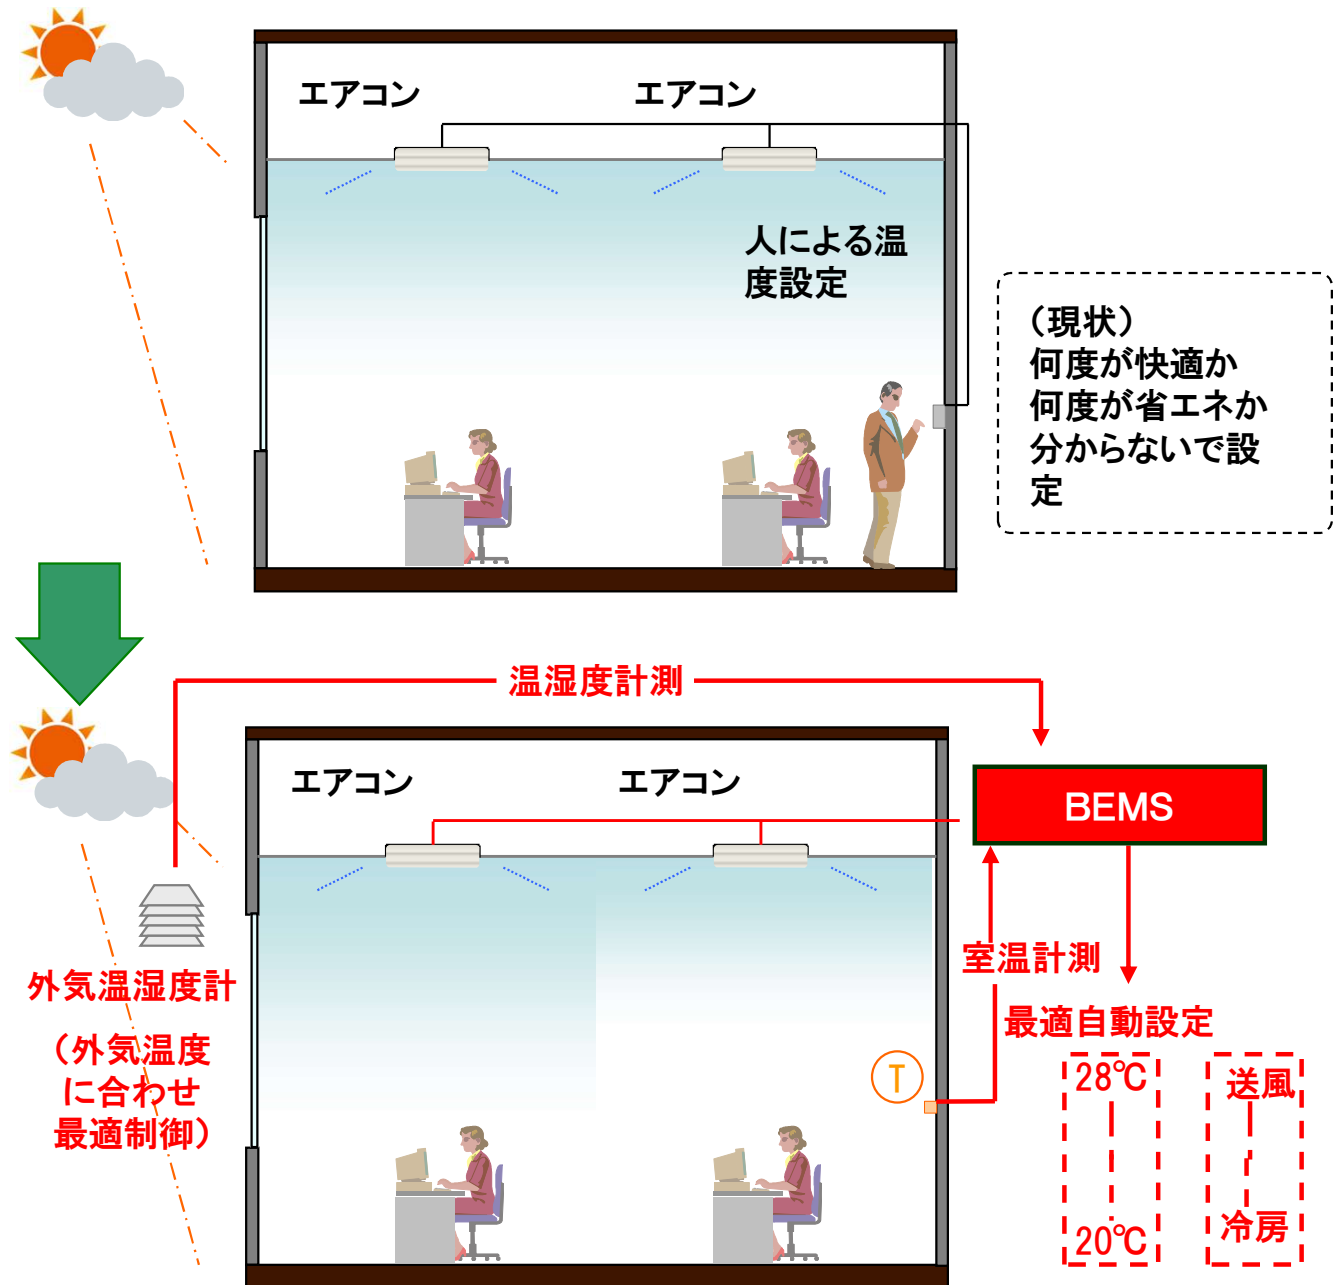 エアコン
エアコン
人による温
度設定
（現状）
何度が快適か
何度が省エネか
分からないで設
定
温湿度計測
エアコン
エアコン
BEMS
外気温湿度計
（外気温度
に合わせ
最適制御）
室温計測
T
最適自動設定
28℃
送風
20℃
冷房